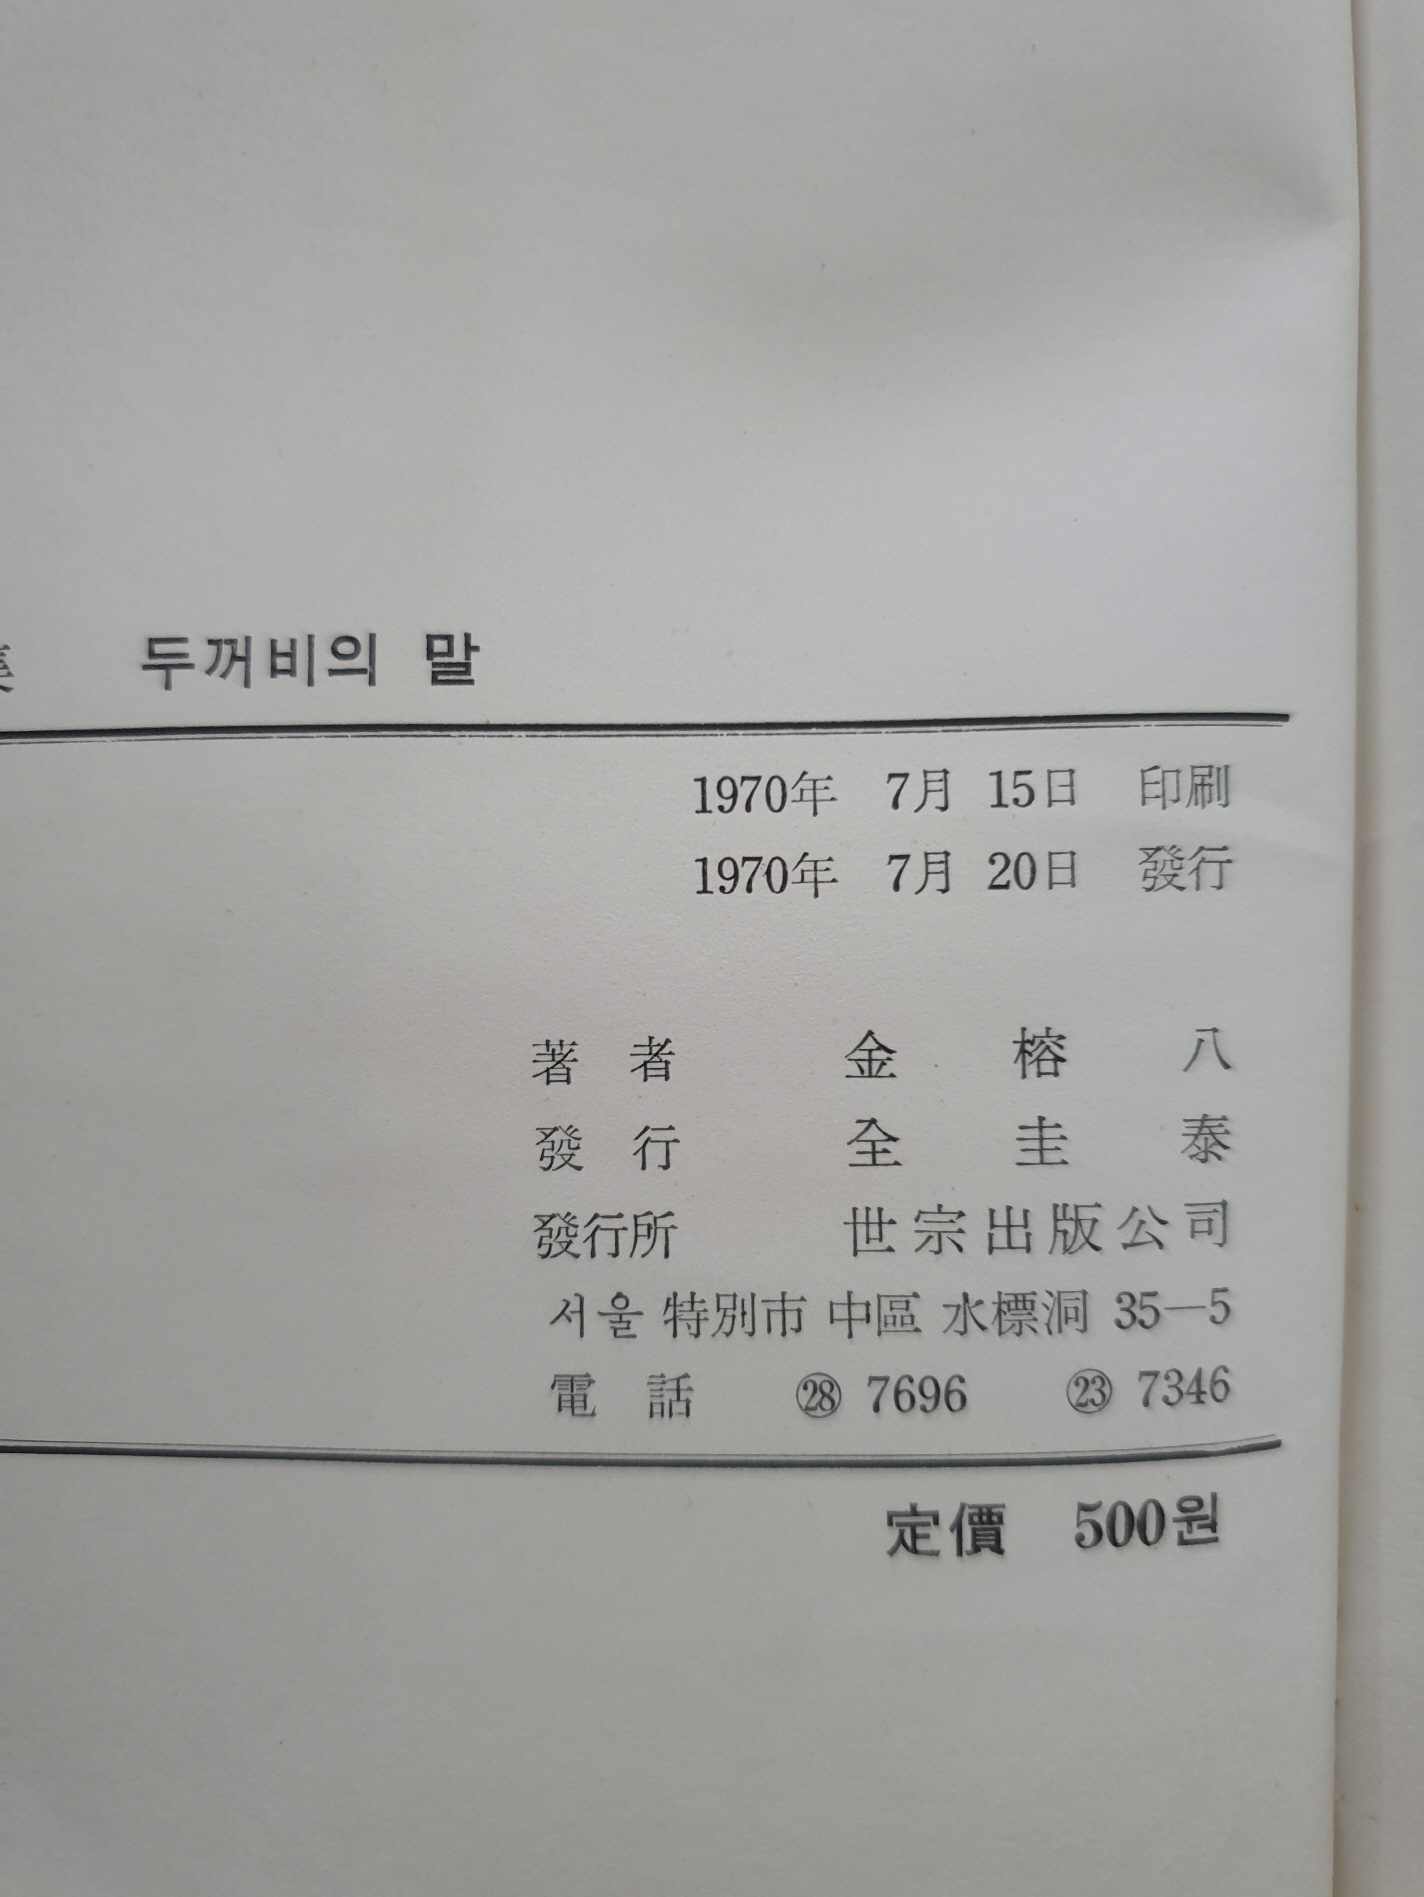 集 두꺼비의 말
1970年 7月 15日 印刷
1970年 7月 20日 發行
著 者 金 榕 八
發 行 全 圭 泰
發行所 世宗出版公司
서울 特別市 中區 水標洞 35—5
電 話 ㉘ 7696 ㉓ 7346
定價 500원